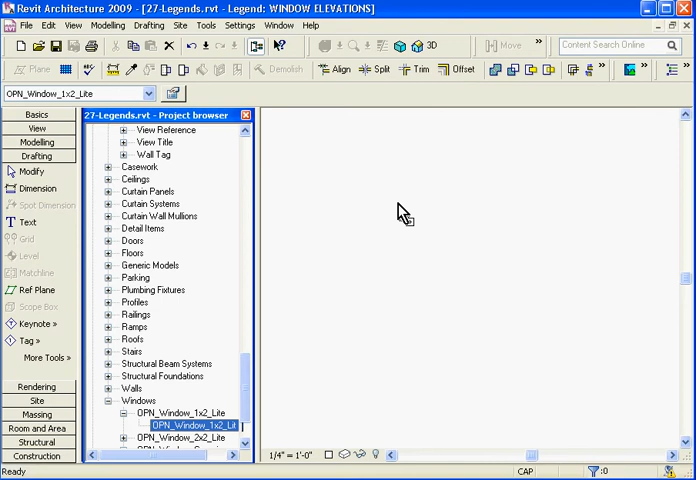 Revit Architecture 2009 - [27-Legends.rvt - Legend: WINDOW ELEVATIONS]
File Edit View Modelling Drafting Site Tools Settings Window Help
3D Move » Content Search Online
Plane Demolish Align Split Trim Offset » »
OPN_Window_1x2_Lite
Basics
View
Modelling
Drafting
Modify
Dimension
Spot Dimension
Text
Grid
Level
Matchline
Ref Plane
Scope Box
Keynote »
Tag »
More Tools »
Rendering
Site
Massing
Room and Area
Structural
Construction
27-Legends.rvt - Project browser
View Reference
View Title
Wall Tag
Casework
Ceilings
Curtain Panels
Curtain Systems
Curtain Wall Mullions
Detail Items
Doors
Floors
Generic Models
Parking
Plumbing Fixtures
Profiles
Railings
Ramps
Roofs
Stairs
Structural Beam Systems
Structural Foundations
Walls
Windows
OPN_Window_1x2_Lite
OPN_Window_1x2_Lit
OPN_Window_2x2_Lite
1/4" = 1'-0"
Ready CAP :0